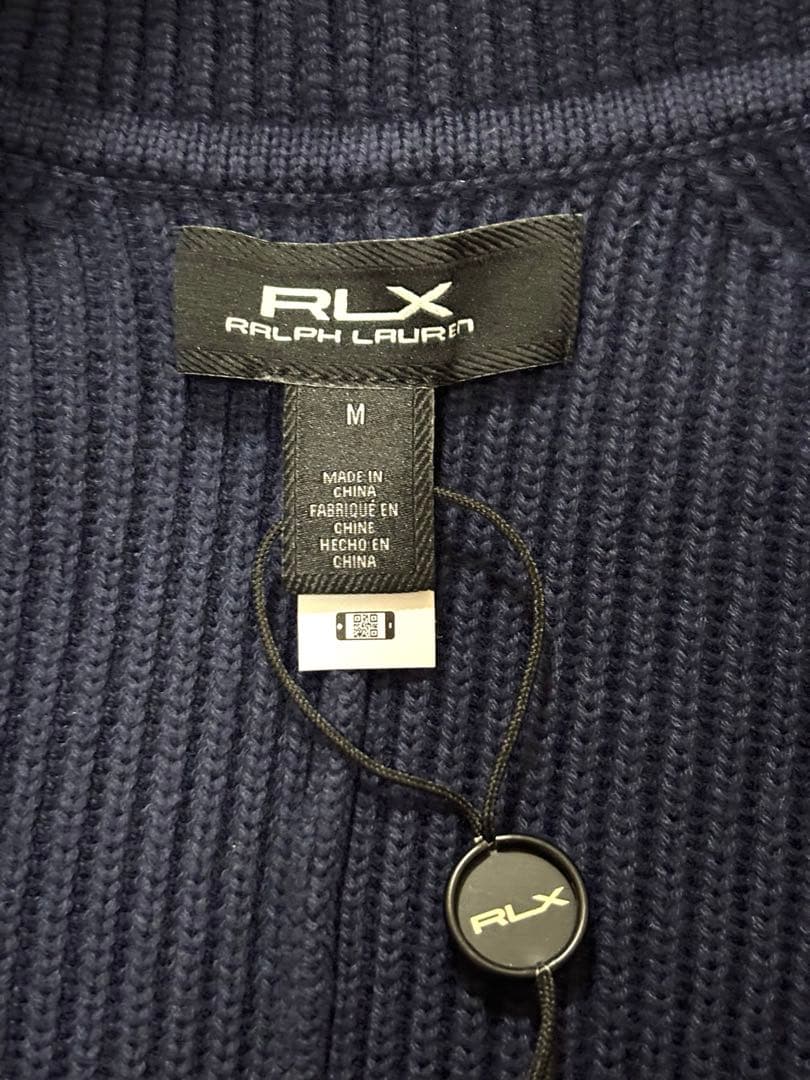 RLX
RALPH LAUREN
M
MADE IN
CHINA
FABRIQUÉ EN
CHINE
HECHO EN
CHINA
RLX